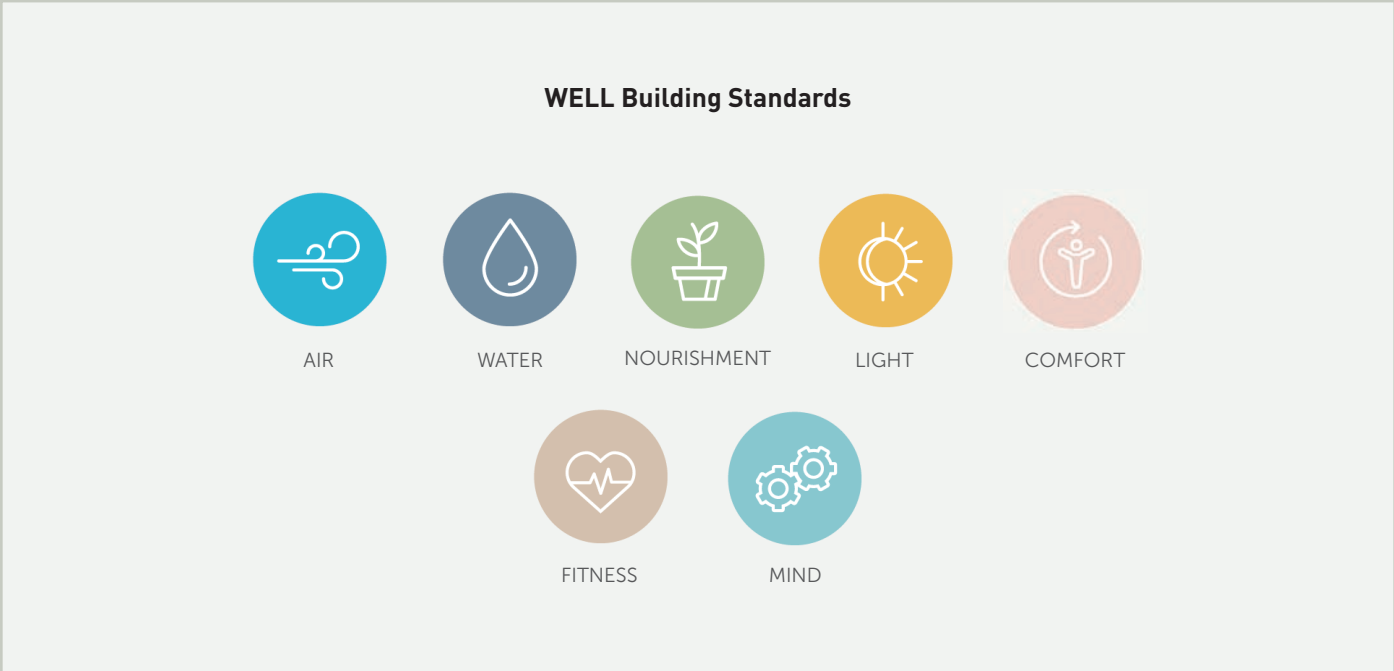 WELL Building Standards
AIR
WATER
NOURISHMENT
LIGHT
COMFORT
FITNESS
MIND